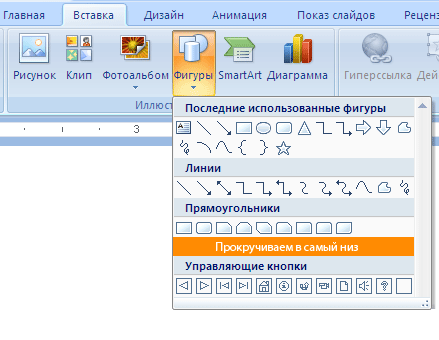 Главная Вставка Дизайн Анимация Показ слайдов Реценз
Рисунок Клип Фотоальбом Фигуры SmartArt Диаграмма Гиперссылка Дей
Иллюст
Последние использованные фигуры
3
Линии
Прямоугольники
Прокручиваем в самый низ
Управляющие кнопки